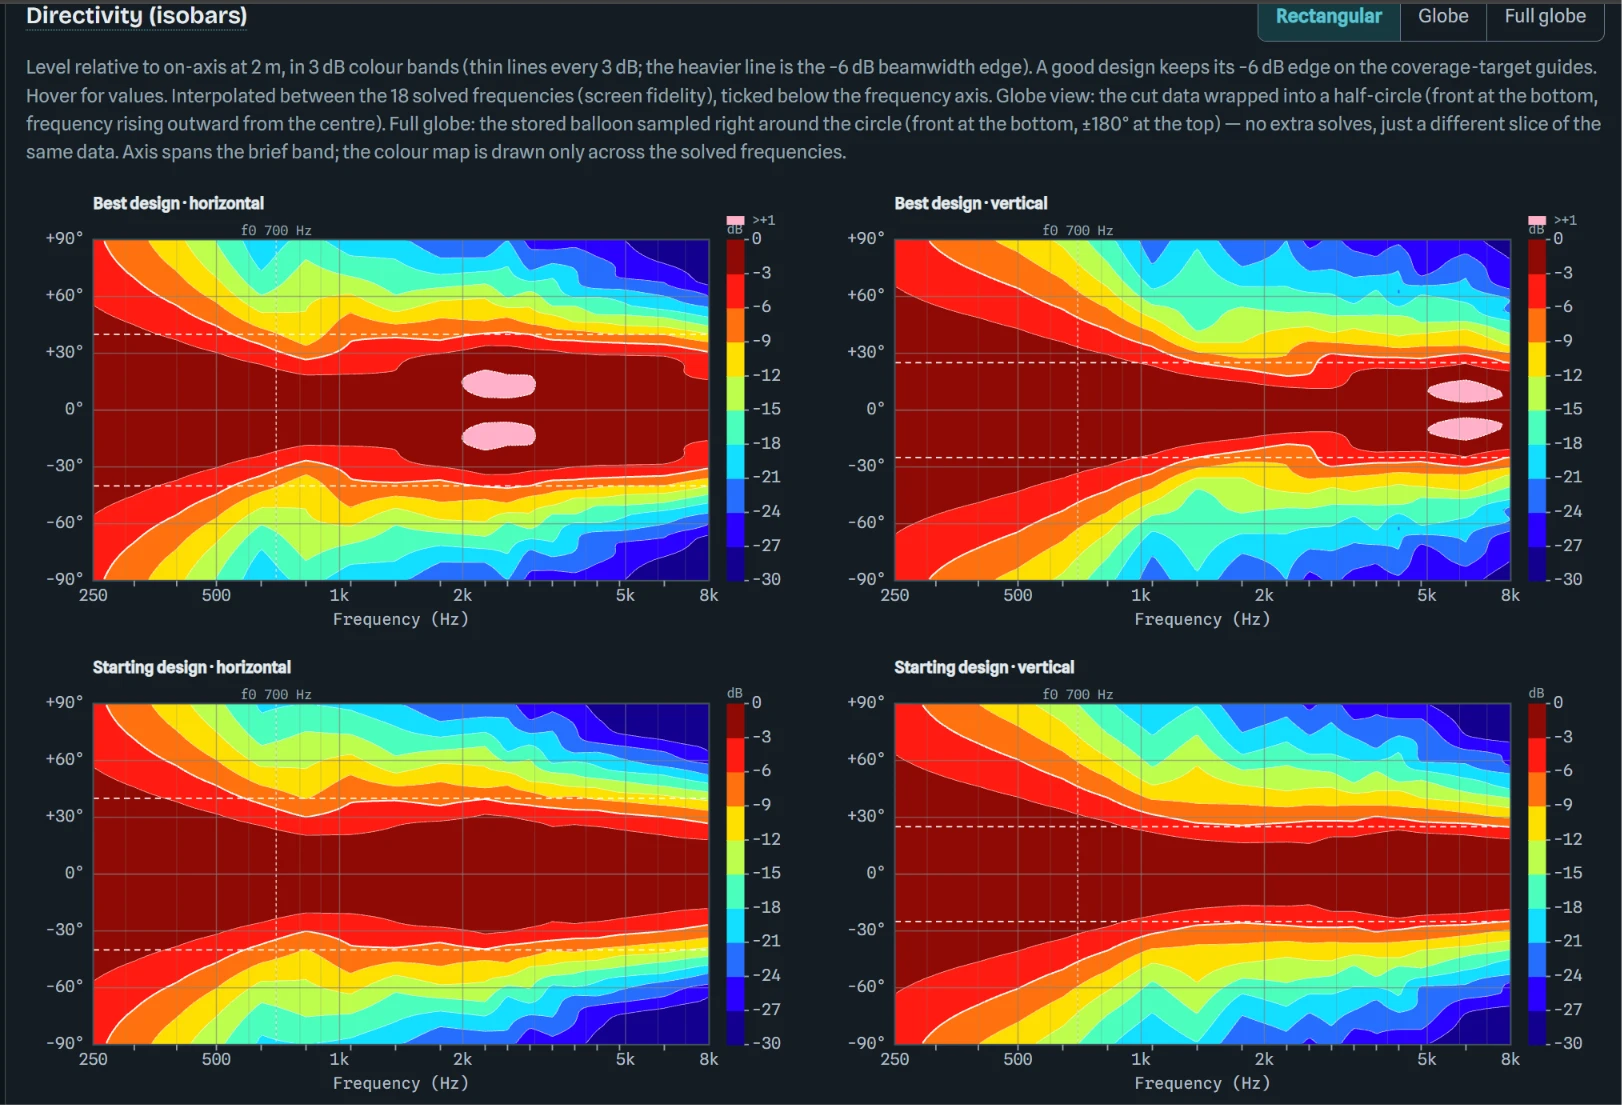 Directivity (isobars)
Rectangular
Globe
Full globe
Level relative to on-axis at 2 m, in 3 dB colour bands (thin lines every 3 dB; the heavier line is the −6 dB beamwidth edge). A good design keeps its −6 dB edge on the coverage-target guides.
Hover for values. Interpolated between the 18 solved frequencies (screen fidelity), ticked below the frequency axis. Globe view: the cut data wrapped into a half-circle (front at the bottom,
frequency rising outward from the centre). Full globe: the stored balloon sampled right around the circle (front at the bottom, ±180° at the top) — no extra solves, just a different slice of the
same data. Axis spans the brief band; the colour map is drawn only across the solved frequencies.
Best design · horizontal
f0 700 Hz
>+1
dB
+90°
+60°
+30°
0°
−30°
−60°
−90°
0
−3
−6
−9
−12
−15
−18
−21
−24
−27
−30
250 500 1k 2k 5k 8k
Frequency (Hz)
Best design · vertical
f0 700 Hz
>+1
dB
+90°
+60°
+30°
0°
−30°
−60°
−90°
0
−3
−6
−9
−12
−15
−18
−21
−24
−27
−30
250 500 1k 2k 5k 8k
Frequency (Hz)
Starting design · horizontal
f0 700 Hz
dB
+90°
+60°
+30°
0°
−30°
−60°
−90°
0
−3
−6
−9
−12
−15
−18
−21
−24
−27
−30
250 500 1k 2k 5k 8k
Frequency (Hz)
Starting design · vertical
f0 700 Hz
dB
+90°
+60°
+30°
0°
−30°
−60°
−90°
0
−3
−6
−9
−12
−15
−18
−21
−24
−27
−30
250 500 1k 2k 5k 8k
Frequency (Hz)